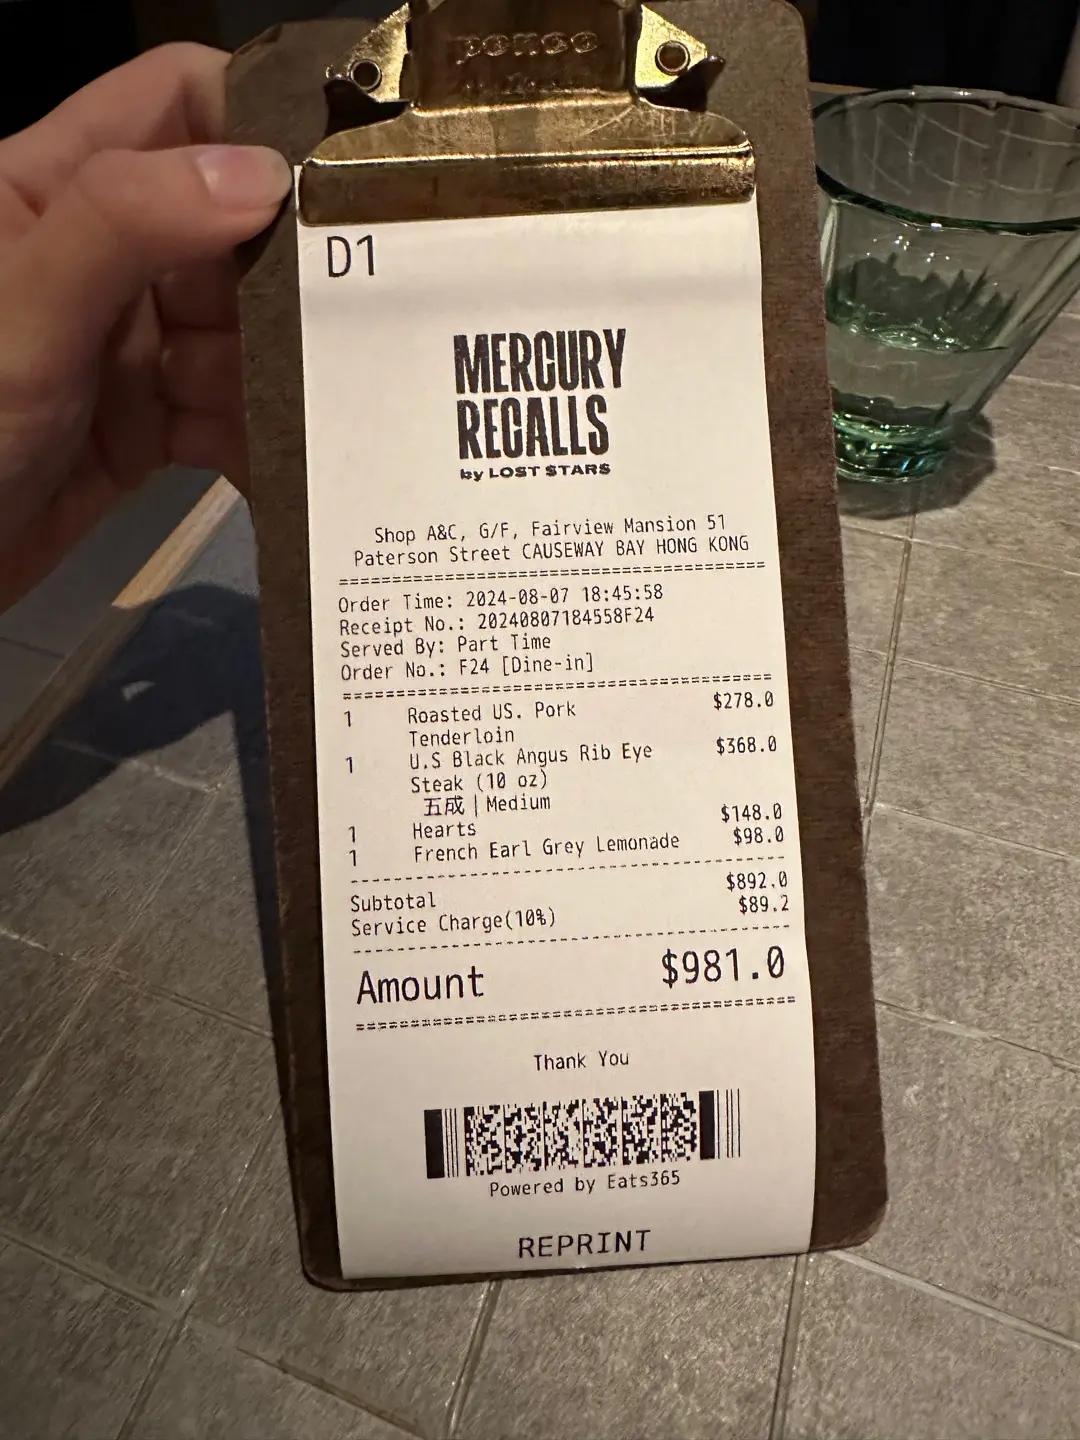 ponoo
D1
MERCURY
RECALLS
by LOST STARS
Shop A&C, G/F, Fairview Mansion 51
Paterson Street CAUSEWAY BAY HONG KONG
Order Time: 2024-08-07 18:45:58
Receipt No.: 20240807184558F24
Served By: Part Time
Order No.: F24 [Dine-in]
1 Roasted US. Pork $278.0
Tenderloin
1 U.S Black Angus Rib Eye $368.0
Steak (10 oz)
五成 | Medium
1 Hearts $148.0
1 French Earl Grey Lemonade $98.0
Subtotal $892.0
Service Charge(10%) $89.2
Amount $981.0
Thank You
Powered by Eats365
REPRINT